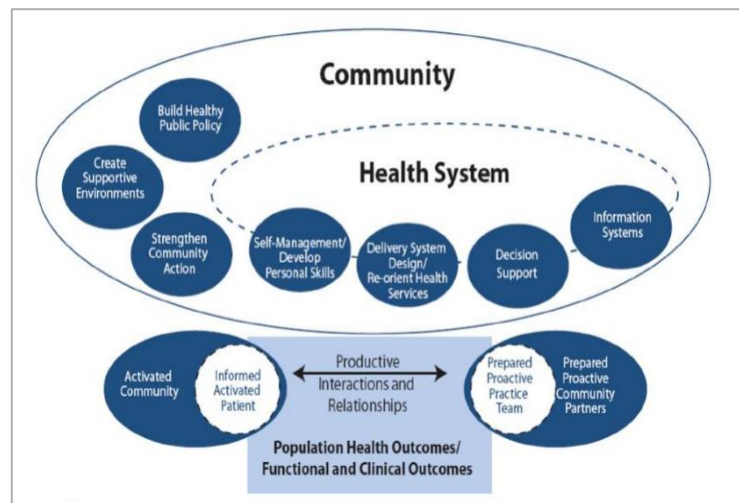 Community
Build Healthy
Public Policy
Create
Supportive
Environments
Strengthen
Community
Action
Health System
Self-Management/
Develop
Personal Skills
Delivery System
Design/
Re-orient Health
Services
Decision
Support
Information
Systems
Activated
Community
Informed
Activated
Patient
Productive
Interactions and
Relationships
Prepared
Proactive
Practice
Team
Prepared
Proactive
Community
Partners
Population Health Outcomes/
Functional and Clinical Outcomes